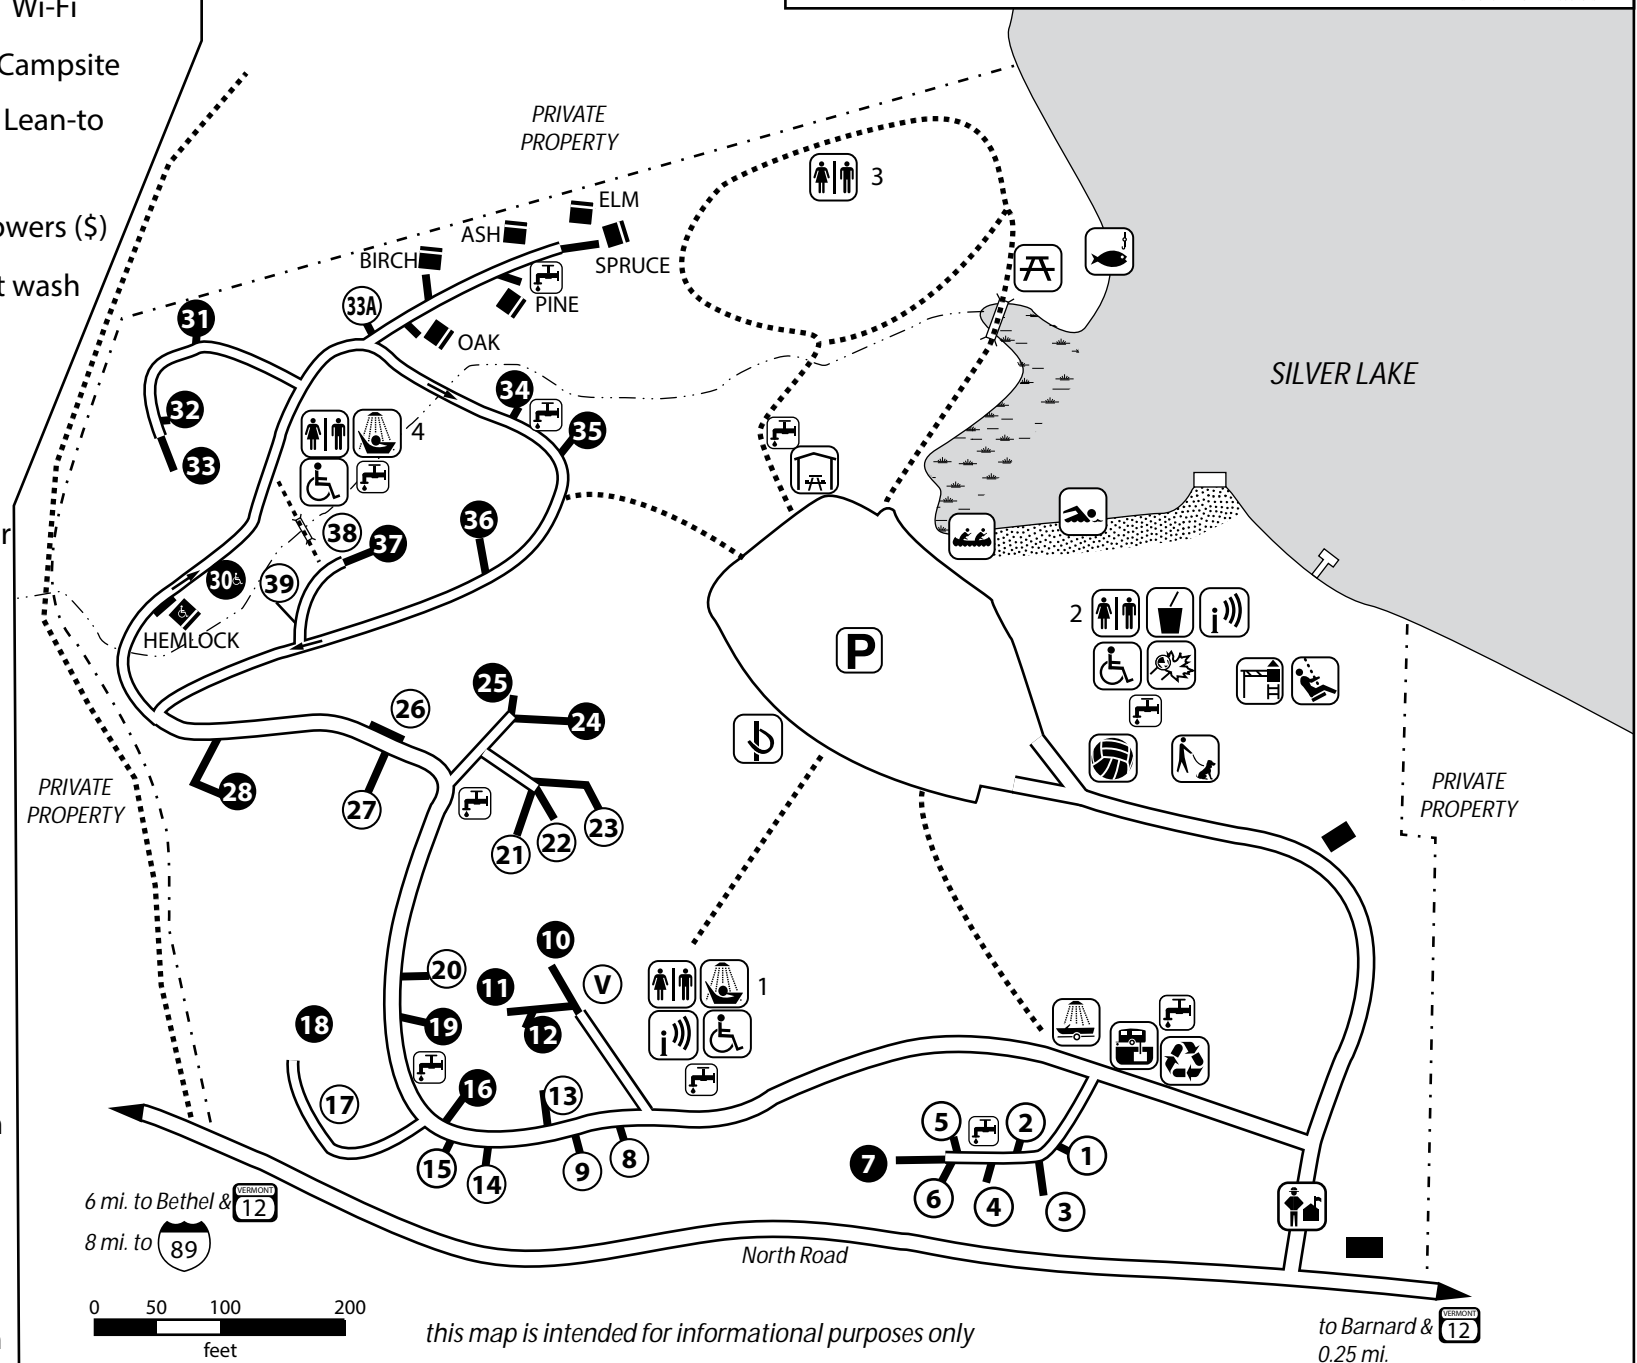 Wi-Fi
Campsite
Lean-to
owers ($)
t wash
r
PRIVATE
PROPERTY
3
ELM
ASH
SPRUCE
BIRCH
PINE
33A
OAK
31
32
33
34
35
4
SILVER LAKE
36
38
37
30
39
HEMLOCK
2
i
P
25
24
26
27
28
21
22
23
PRIVATE
PROPERTY
PRIVATE
PROPERTY
10
11
12
V
1
i
20
19
18
17
16
13
15
14
9
8
5
2
1
7
6
4
3
6 mi. to Bethel & VERMONT 12
8 mi. to 89
North Road
0 50 100 200
feet
this map is intended for informational purposes only
to Barnard & VERMONT 12
0.25 mi.